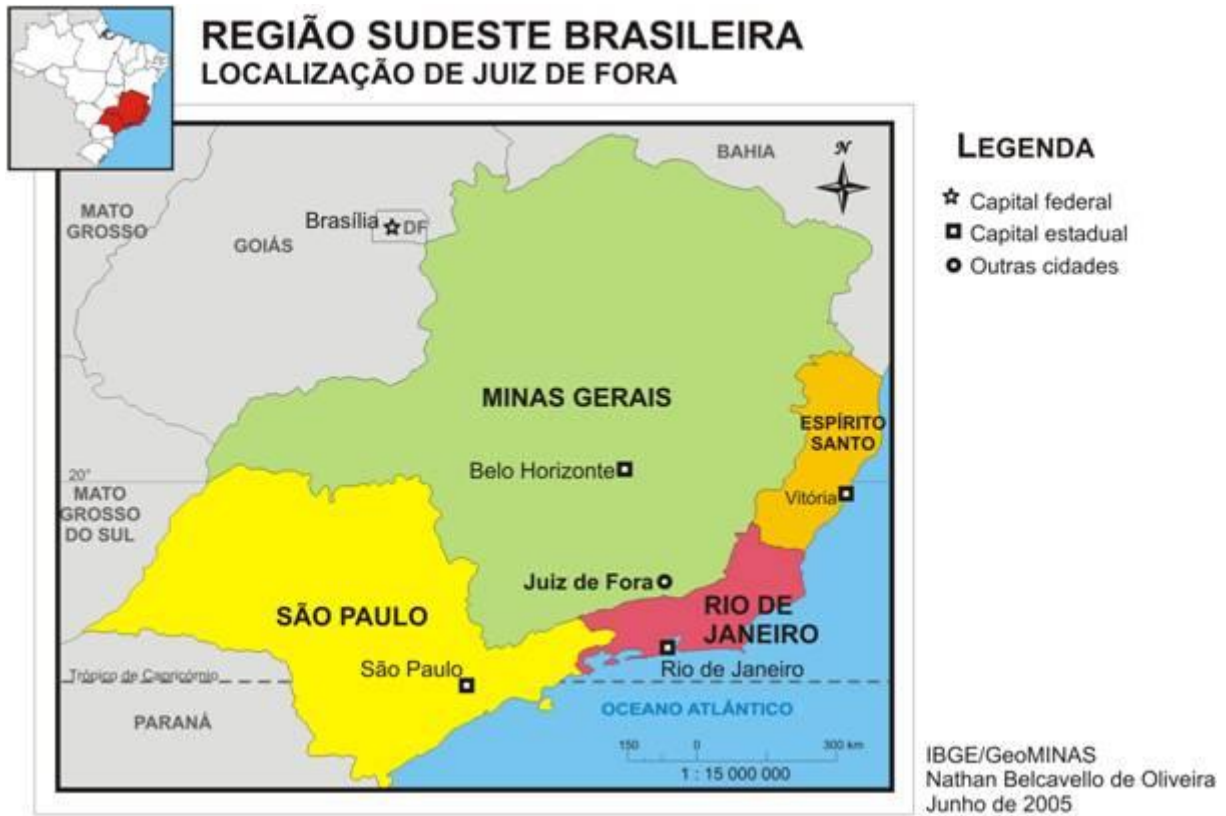 REGIÃO SUDESTE BRASILEIRA
LOCALIZAÇÃO DE JUIZ DE FORA
LEGENDA
Capital federal
Capital estadual
Outras cidades
BAHIA
N
MATO
GROSSO
GOIÁS
Brasília
DF
MINAS GERAIS
ESPÍRITO
SANTO
Belo Horizonte
20°
MATO
GROSSO
DO SUL
Vitória
Juiz de Fora
SÃO PAULO
RIO DE
JANEIRO
São Paulo
Rio de Janeiro
Trópico de Capricórnio
PARANÁ
OCEANO ATLÂNTICO
150 0 300 km
1 : 15 000 000
IBGE/GeoMINAS
Nathan Belcavello de Oliveira
Junho de 2005